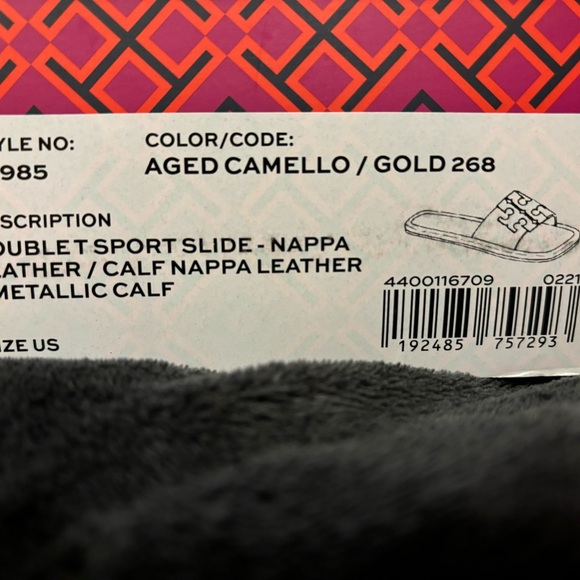 YLE NO:
985
COLOR/CODE:
AGED CAMELLO / GOLD 268
SCRIPTION
OUBLE T SPORT SLIDE - NAPPA
EATHER / CALF NAPPA LEATHER
METALLIC CALF
ZE US
4400116709 0221
192485 757293